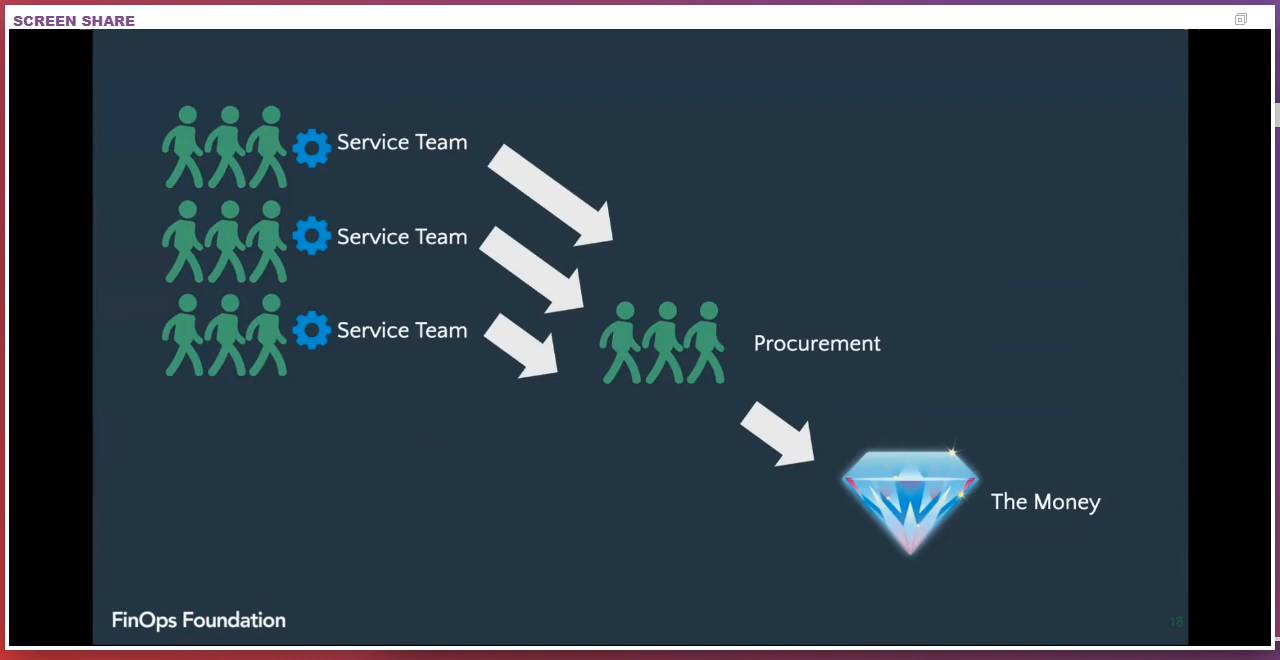 SCREEN SHARE
Service Team
Service Team
Service Team
Procurement
The Money
FinOps Foundation
18